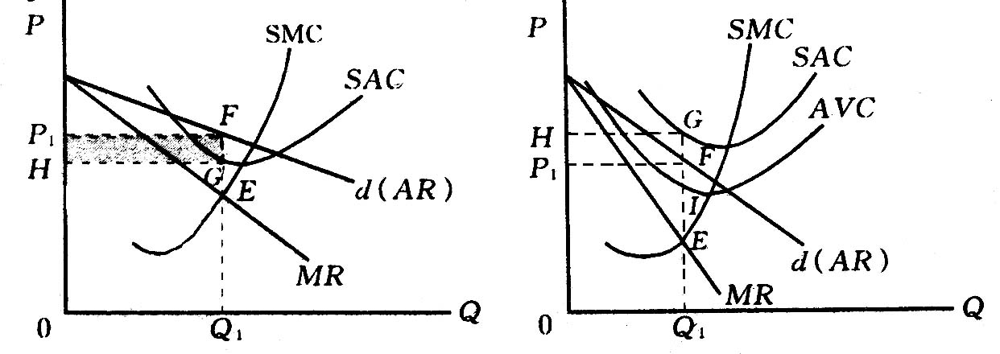 P
SMC
SAC
F
P₁
H
G
E
d(AR)
MR
0
Q₁
Q
P
SMC
SAC
AVC
G
H
F
P₁
I
E
d(AR)
MR
0
Q₁
Q